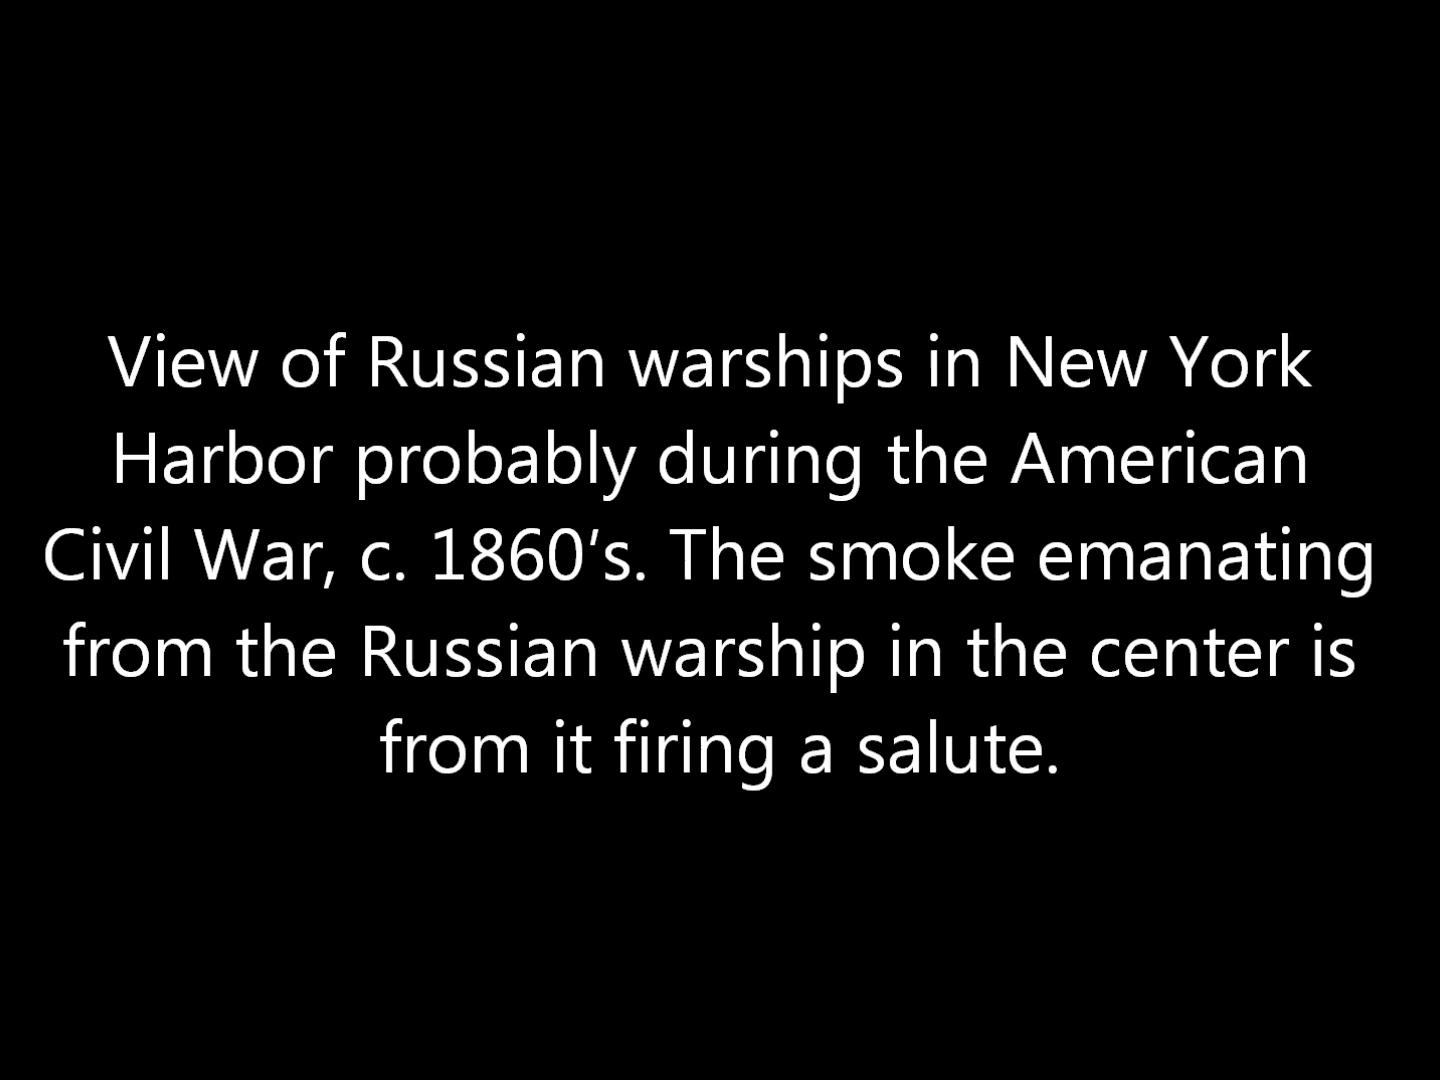 View of Russian warships in New York
Harbor probably during the American
Civil War, c. 1860’s. The smoke emanating
from the Russian warship in the center is
from it firing a salute.